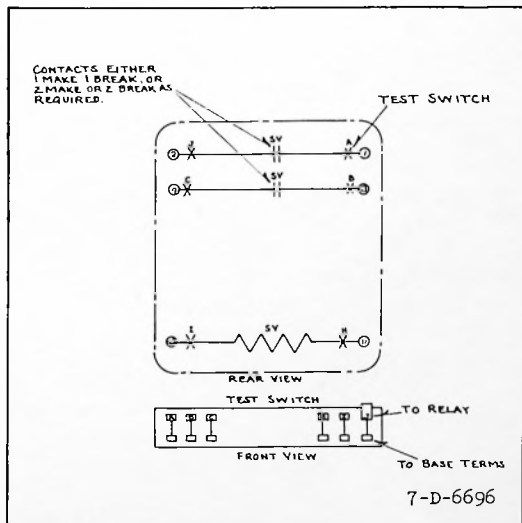 CONTACTS EITHER
1 MAKE 1 BREAK, OR
2 MAKE OR 2 BREAK AS
REQUIRED.
TEST SWITCH
SV
J A
SV
C B
SV
I H
REAR VIEW
TEST SWITCH
TO RELAY
FRONT VIEW
TO BASE TERMS
7-D-6696